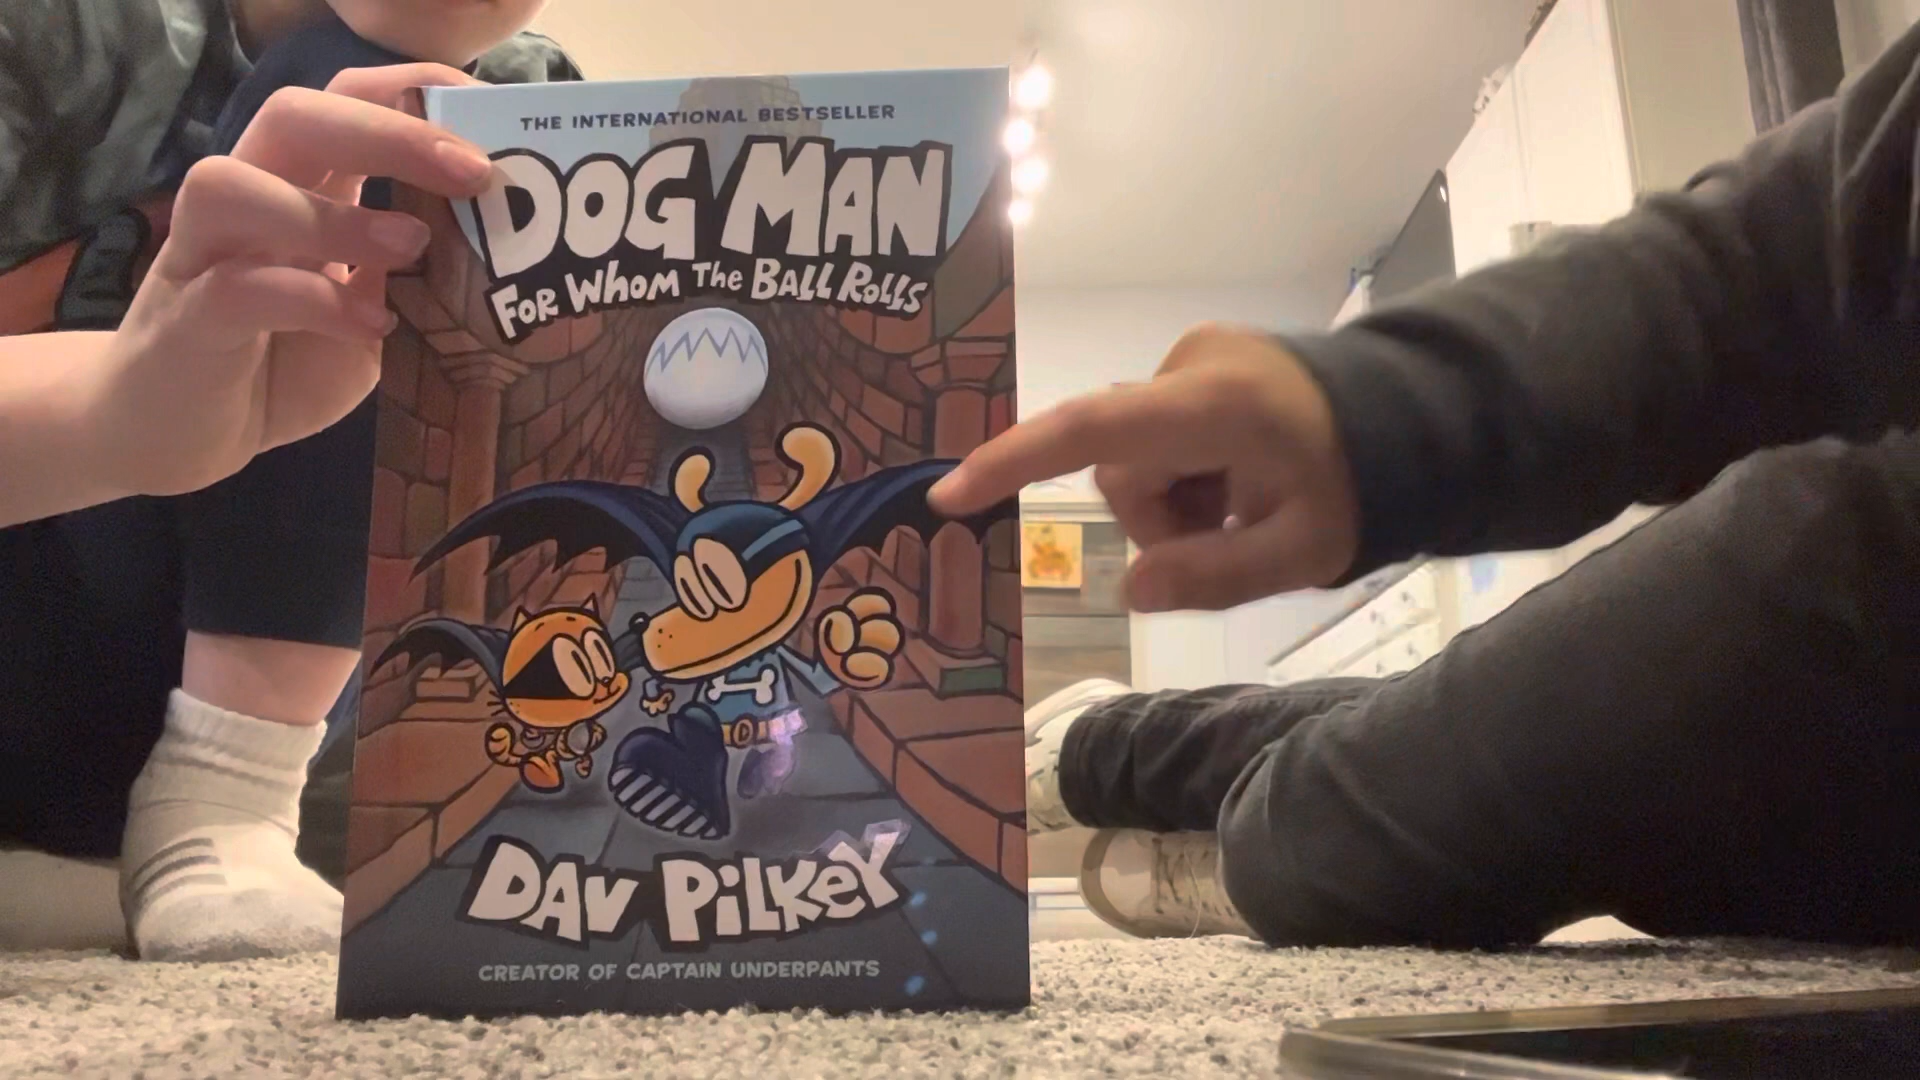 THE INTERNATIONAL BESTSELLER
DOG MAN
FOR WHOM THE BALL ROLLS
DAV PILKEY
CREATOR OF CAPTAIN UNDERPANTS